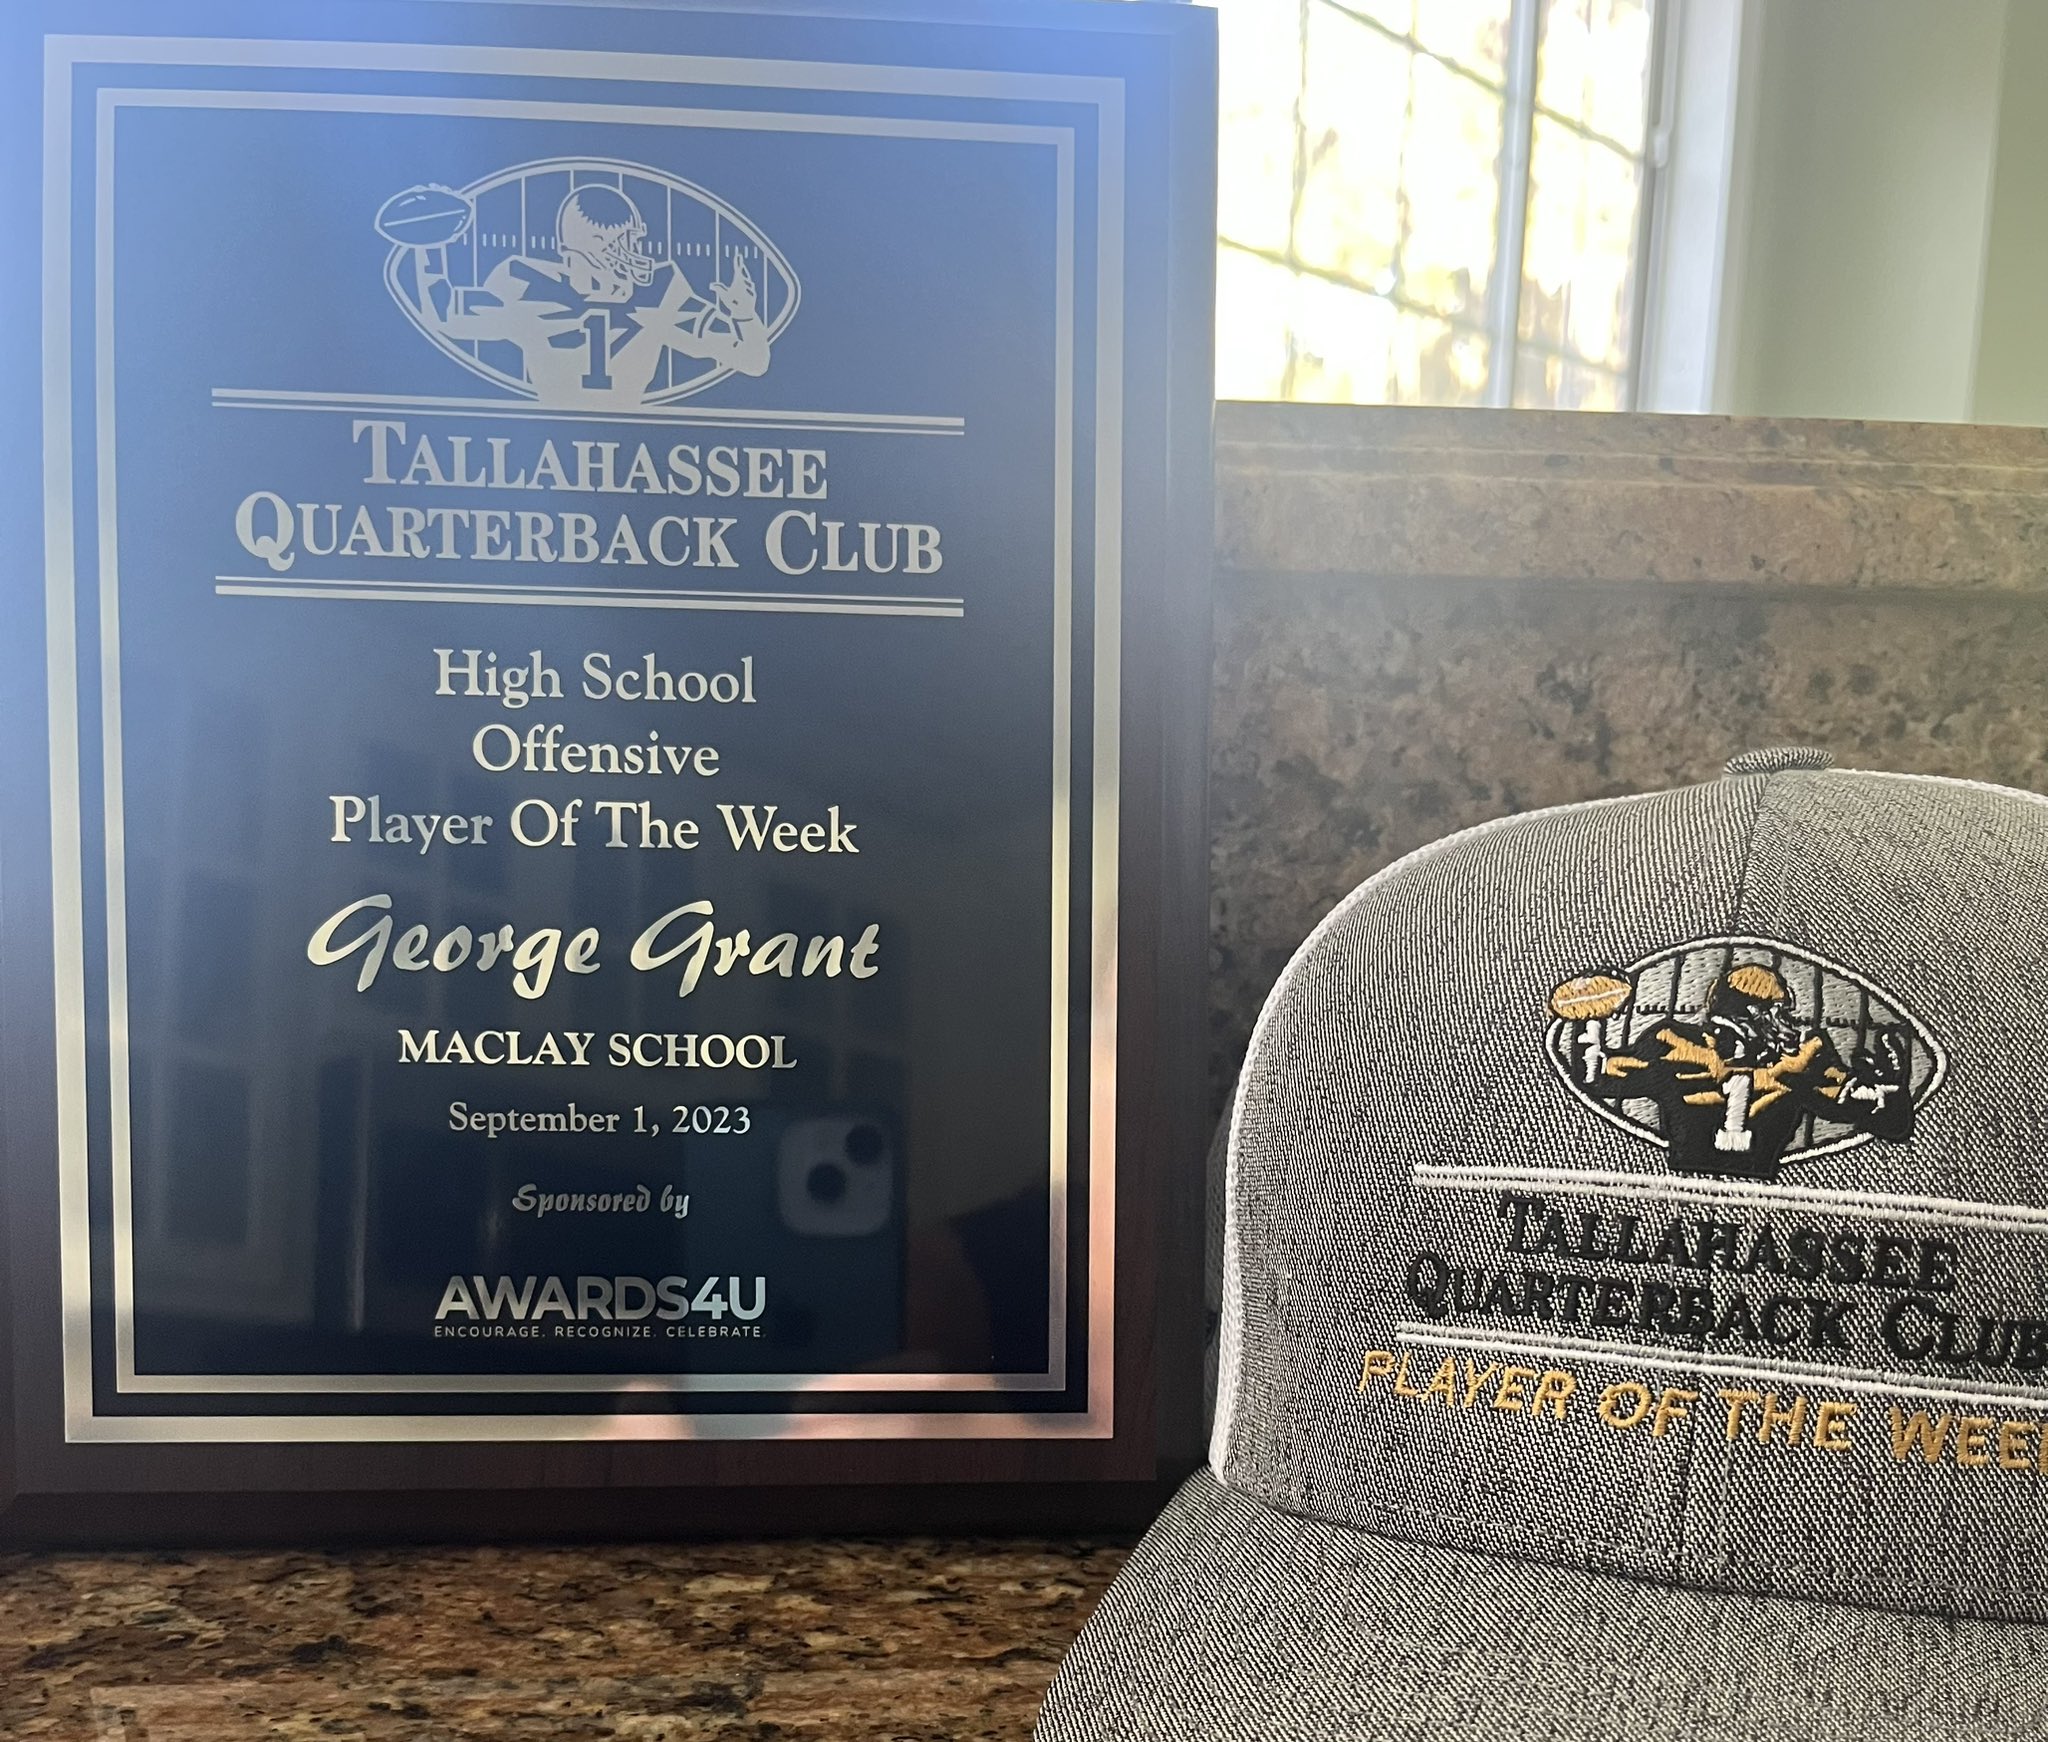 1
TALLAHASSEE
QUARTERBACK CLUB
High School
Offensive
Player Of The Week
George Grant
MACLAY SCHOOL
September 1, 2023
Sponsored by
AWARDS4U
ENCOURAGE. RECOGNIZE. CELEBRATE.
1
TALLAHASSEE
QUARTERBACK CLUB
PLAYER OF THE WEE